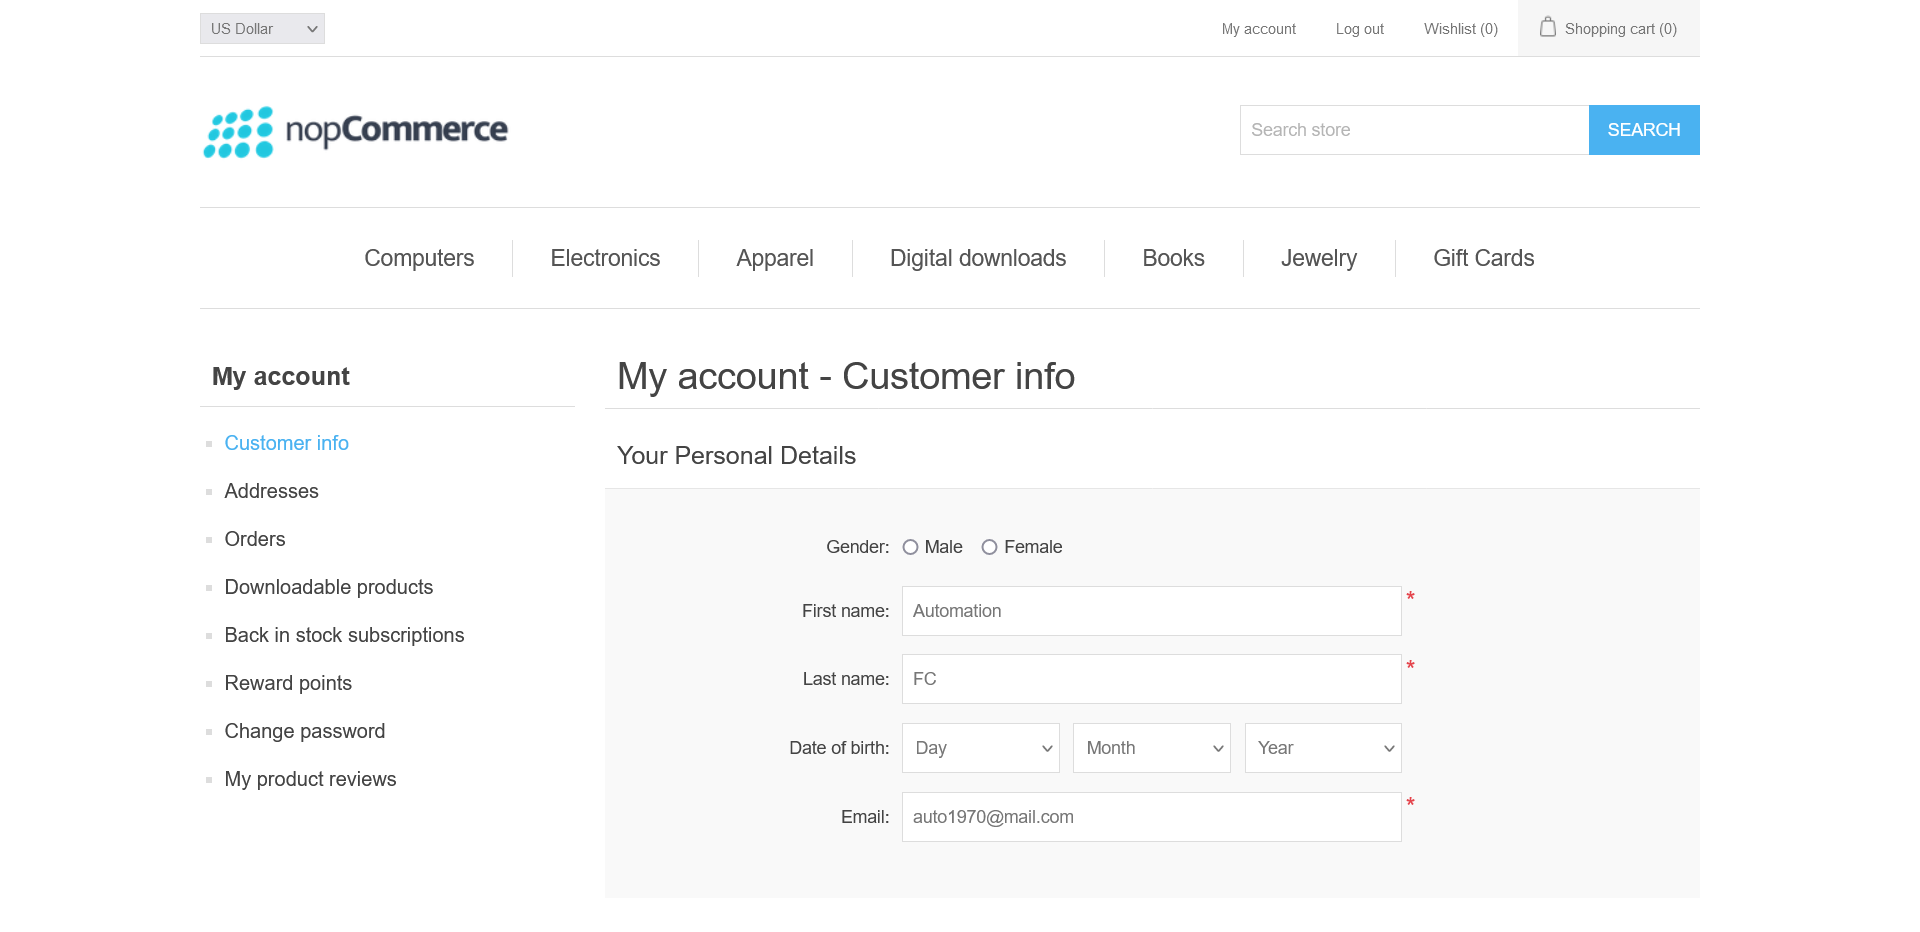 US Dollar
My account
Log out
Wishlist (0)
Shopping cart (0)
nopCommerce
Search store
SEARCH
Computers
Electronics
Apparel
Digital downloads
Books
Jewelry
Gift Cards
My account
Customer info
Addresses
Orders
Downloadable products
Back in stock subscriptions
Reward points
Change password
My product reviews
My account - Customer info
Your Personal Details
Gender: Male Female
First name: Automation *
Last name: FC *
Date of birth: Day Month Year
Email: auto1970@mail.com *